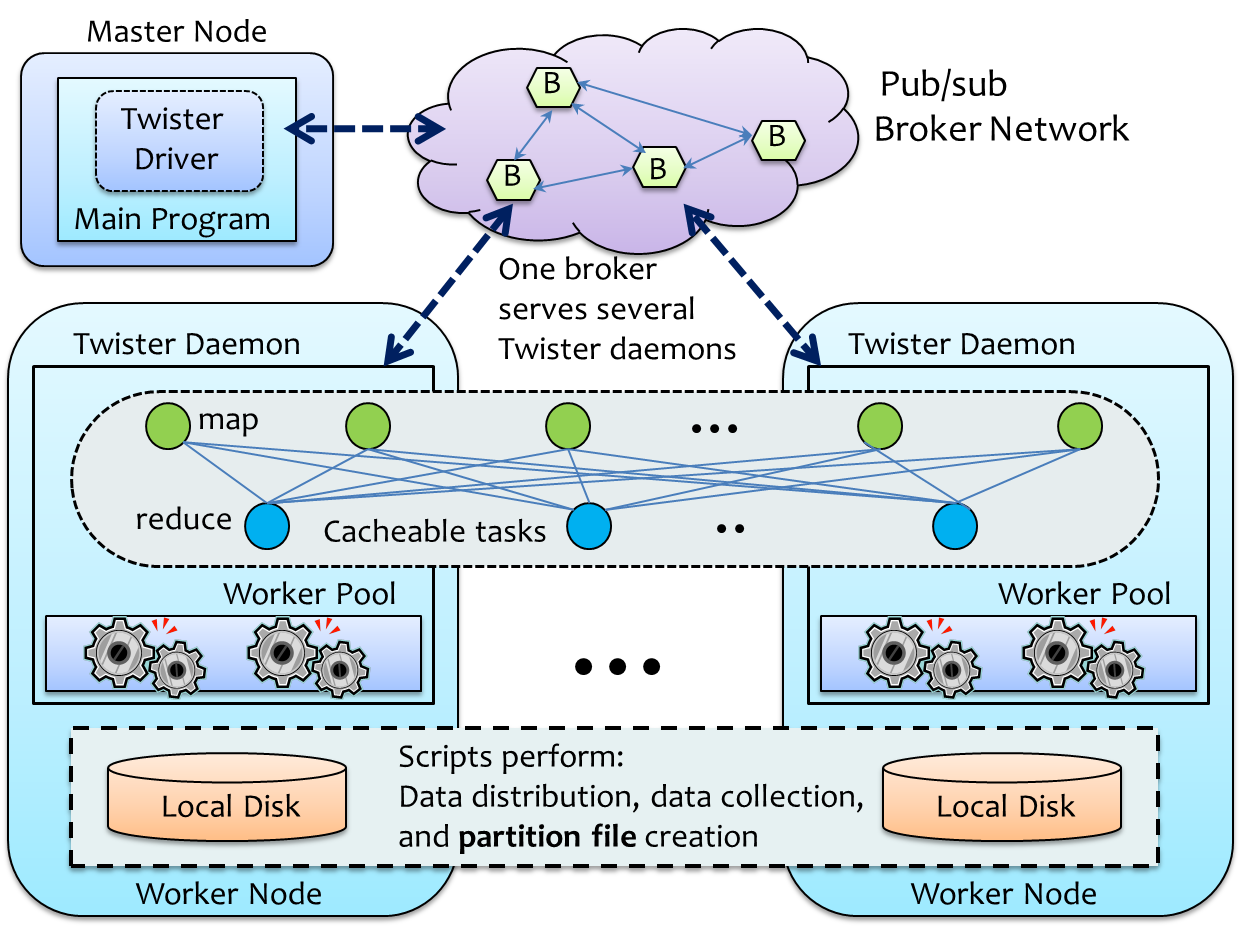 Master Node
Twister
Driver
Main Program
B
B
B
B
Pub/sub
Broker Network
One broker
serves several
Twister daemons
Twister Daemon
Twister Daemon
map
reduce
Cacheable tasks
Worker Pool
Worker Pool
Scripts perform:
Data distribution, data collection,
and partition file creation
Local Disk
Local Disk
Worker Node
Worker Node